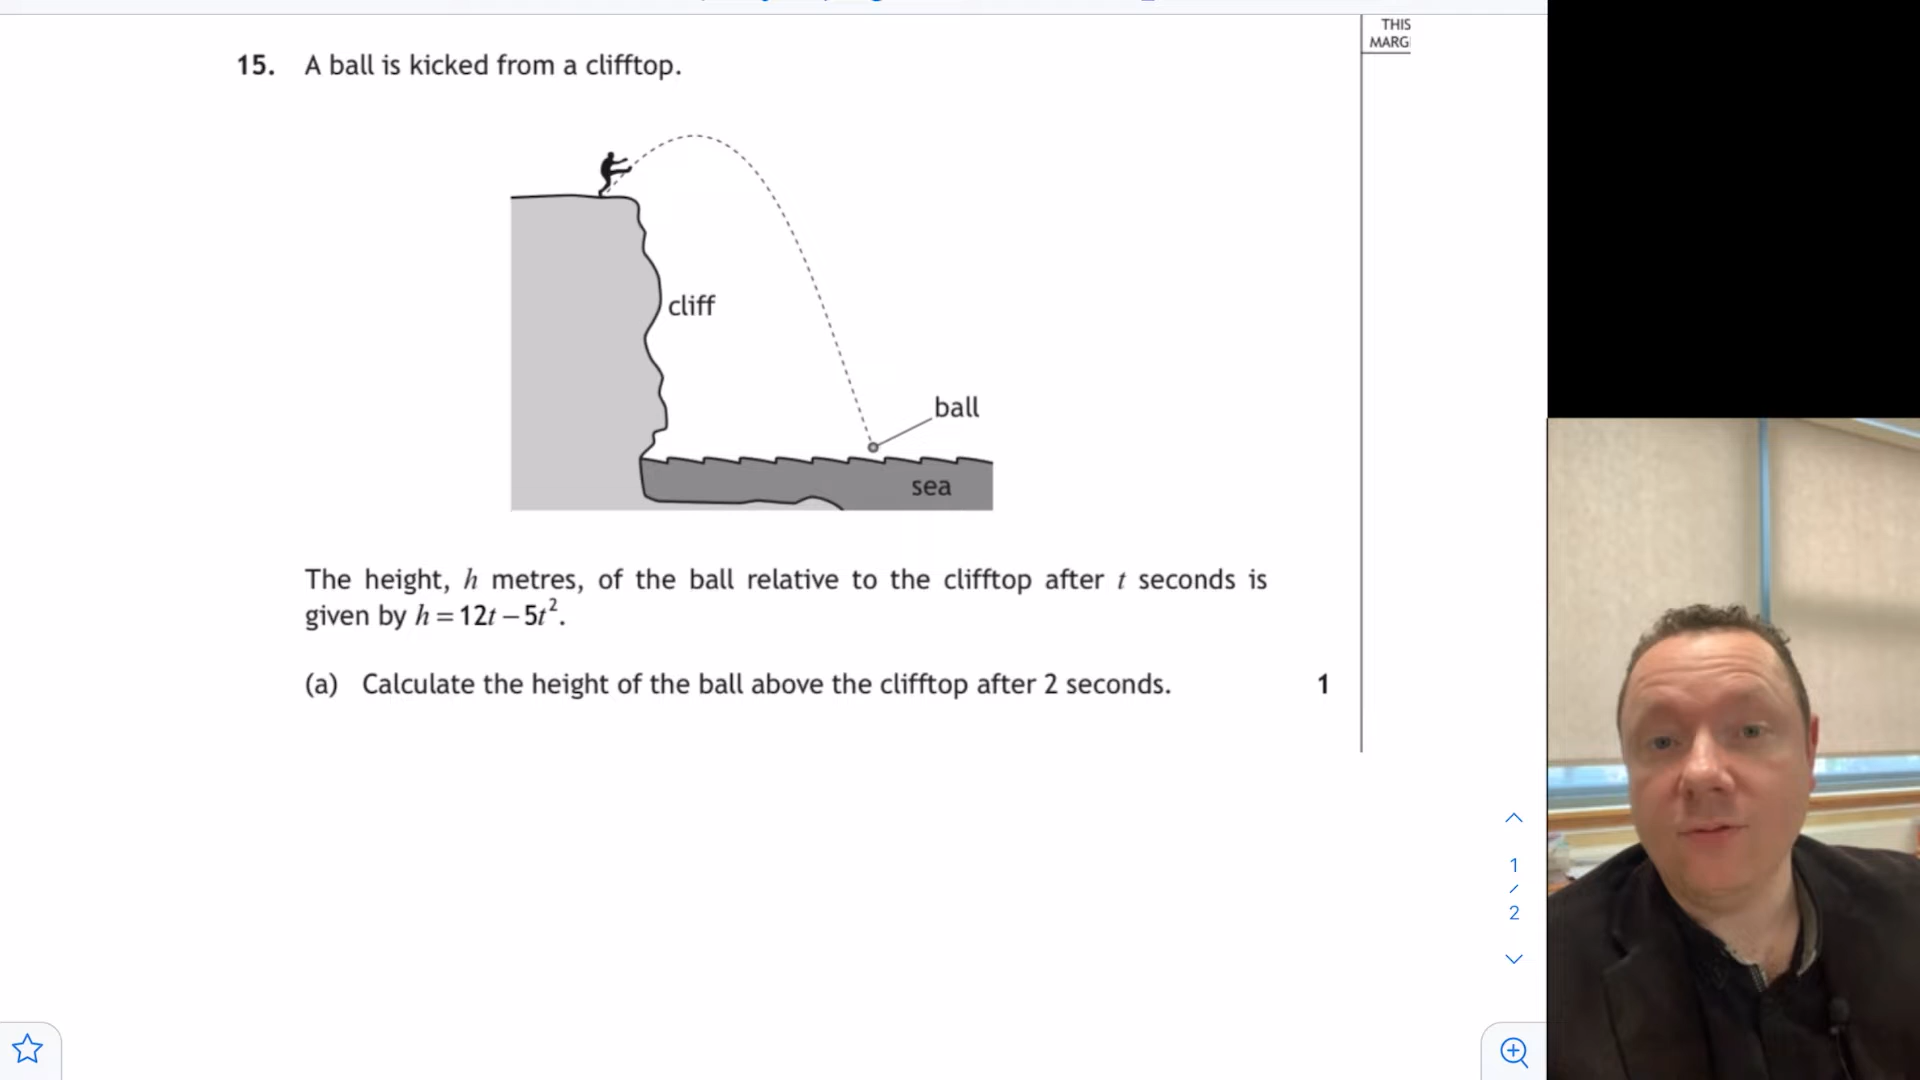 THIS
MARG
15. A ball is kicked from a clifftop.
cliff
ball
sea
The height, h metres, of the ball relative to the clifftop after t seconds is
given by h = 12t – 5t².
(a) Calculate the height of the ball above the clifftop after 2 seconds. 1
1
/
2